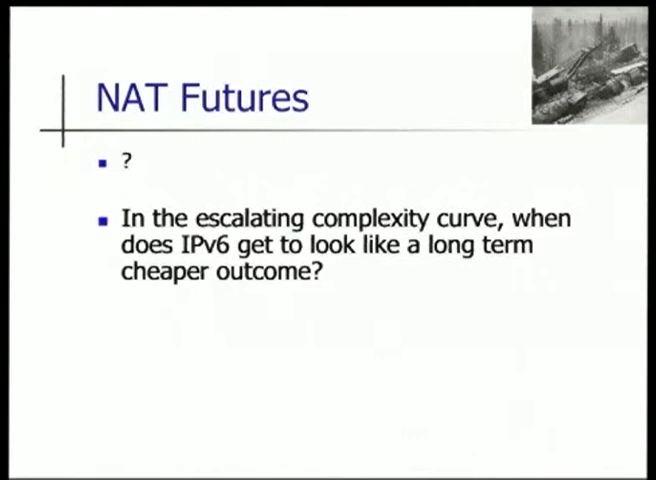 NAT Futures
?
In the escalating complexity curve, when
does IPv6 get to look like a long term
cheaper outcome?